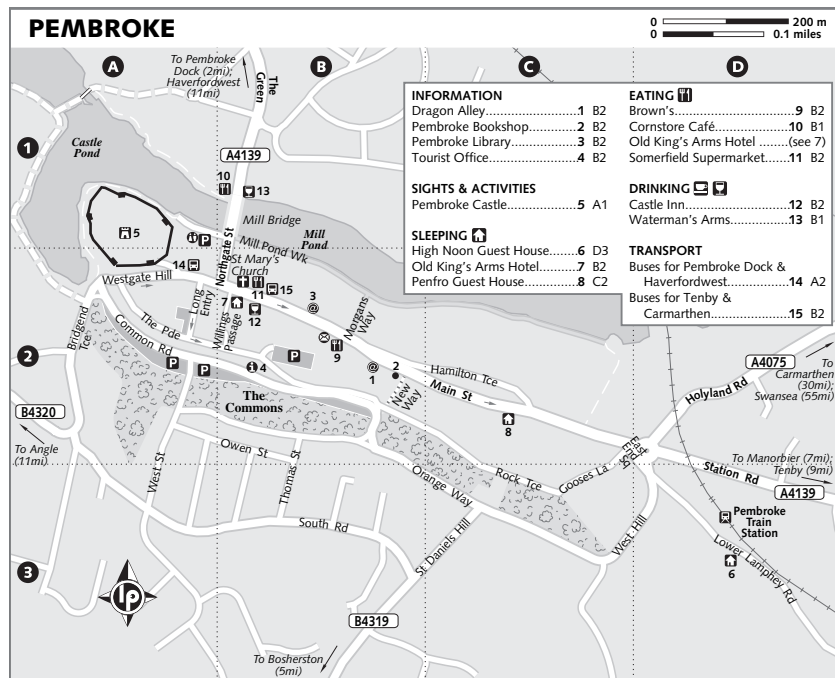 PEMBROKE
0 200 m
0 0.1 miles
A
B
C
D
1
2
3
To Pembroke
Dock (2mi);
Haverfordwest
(11mi)
The
Green
INFORMATION
Dragon Alley..............1 B2
Pembroke Bookshop..............2 B2
Pembroke Library..............3 B2
Tourist Office..............4 B2
SIGHTS & ACTIVITIES
Pembroke Castle..............5 A1
SLEEPING
High Noon Guest House..............6 D3
Old King's Arms Hotel..............7 B2
Penfro Guest House..............8 C2
EATING
Brown's..............9 B2
Cornstore Café..............10 B1
Old King's Arms Hotel ..............(see 7)
Somerfield Supermarket..............11 B2
DRINKING
Castle Inn..............12 B2
Waterman's Arms..............13 B1
TRANSPORT
Buses for Pembroke Dock &
Haverfordwest..............14 A2
Buses for Tenby &
Carmarthen..............15 B2
Castle
Pond
A4139
10
13
Mill Bridge
Mill
Pond
Mill Pond Wk
5
P
Northgate St
St Mary's
Church
14
Westgate Hill
11
15
3
@
Long
Entry
7
12
Willings
Passage
Morgans
Way
9
Bridgend
Tce
The Pde
Common Rd
P
P
P
4
@
1
2
New
Way
Hamilton Tce
Main St
8
The
Commons
A4075
To
Carmarthen
(30mi);
Swansea (55mi)
Holyland Rd
B4320
To Angle
(11mi)
West St
Owen St
Thomas St
Orange Way
Rock Tce
Gooses La
East
End
Sq
Station Rd
To Manorbier (7mi);
Tenby (9mi)
A4139
South Rd
St Daniels Hill
West Hill
Pembroke
Train
Station
Lower Lamphey Rd
6
lp
B4319
To Bosherston
(5mi)